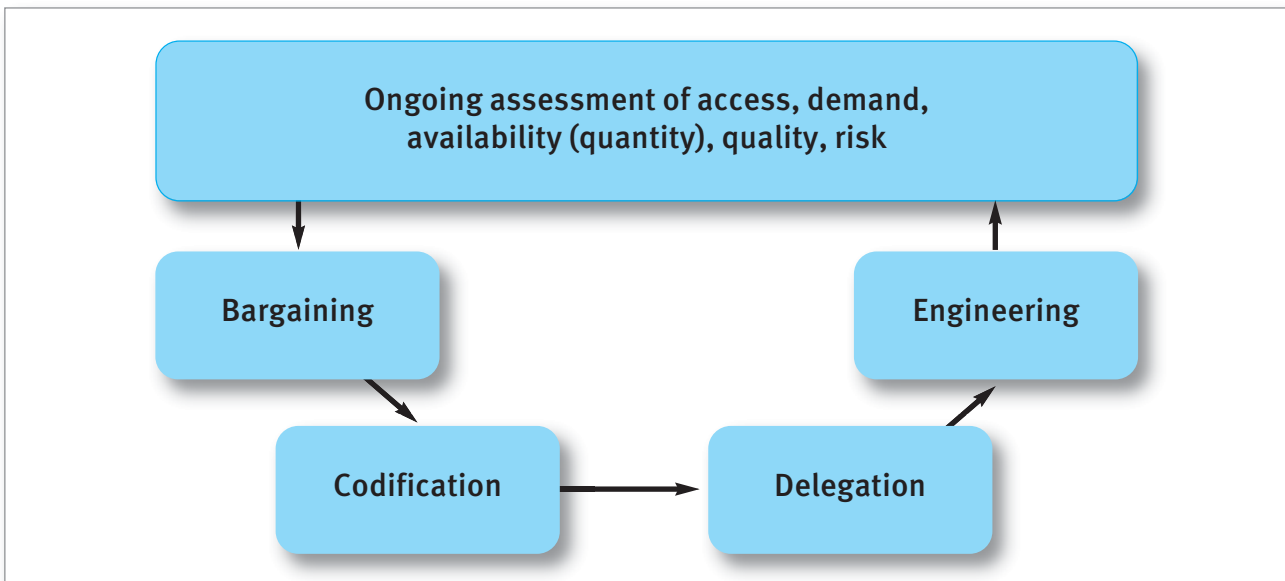 Ongoing assessment of access, demand,
availability (quantity), quality, risk
Bargaining
Engineering
Codification
Delegation